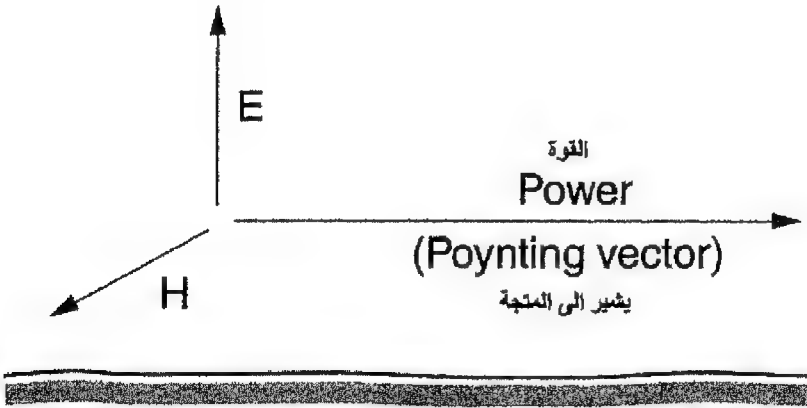 E
القوة
Power
(Poynting vector)
H
يشير الى المتجة